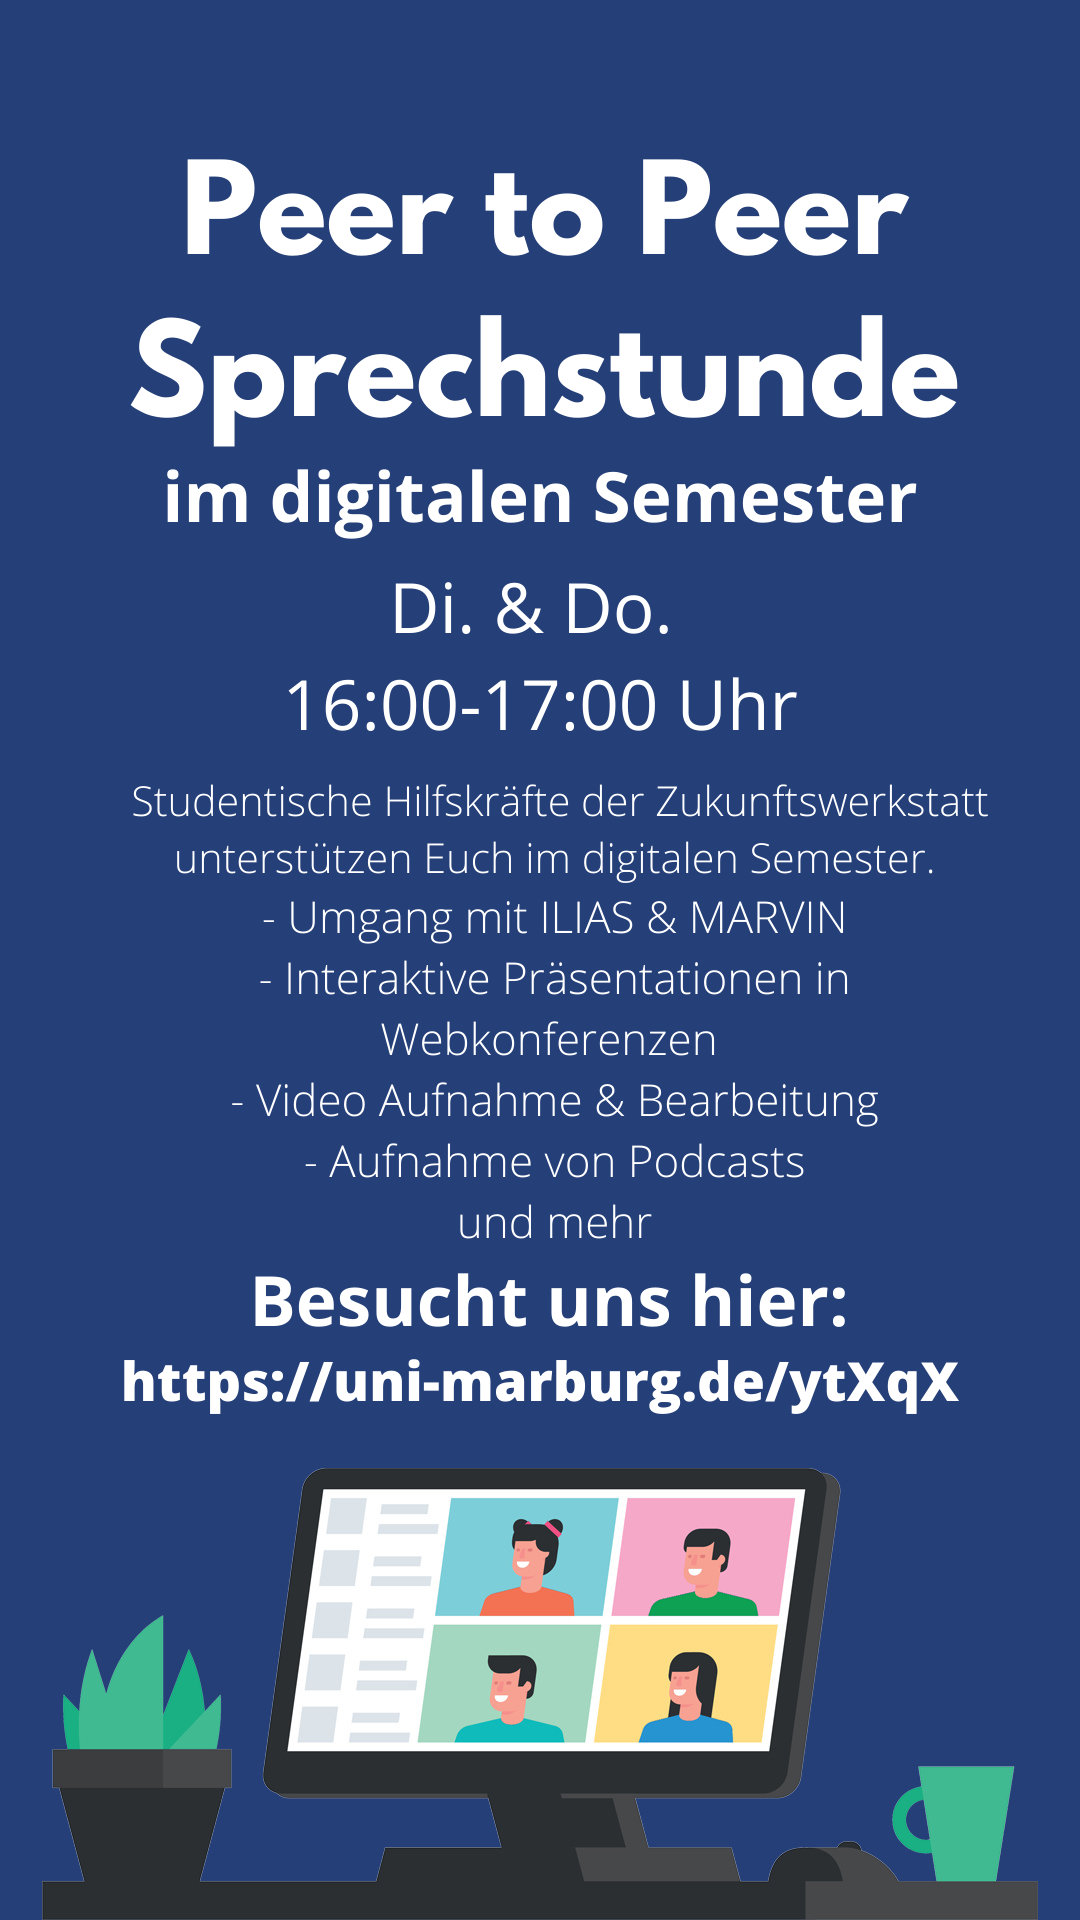 Peer to Peer
Sprechstunde
im digitalen Semester
Di. & Do.
16:00-17:00 Uhr
Studentische Hilfskräfte der Zukunftswerkstatt
unterstützen Euch im digitalen Semester.
- Umgang mit ILIAS & MARVIN
- Interaktive Präsentationen in
Webkonferenzen
- Video Aufnahme & Bearbeitung
- Aufnahme von Podcasts
und mehr
Besucht uns hier:
https://uni-marburg.de/ytXqX